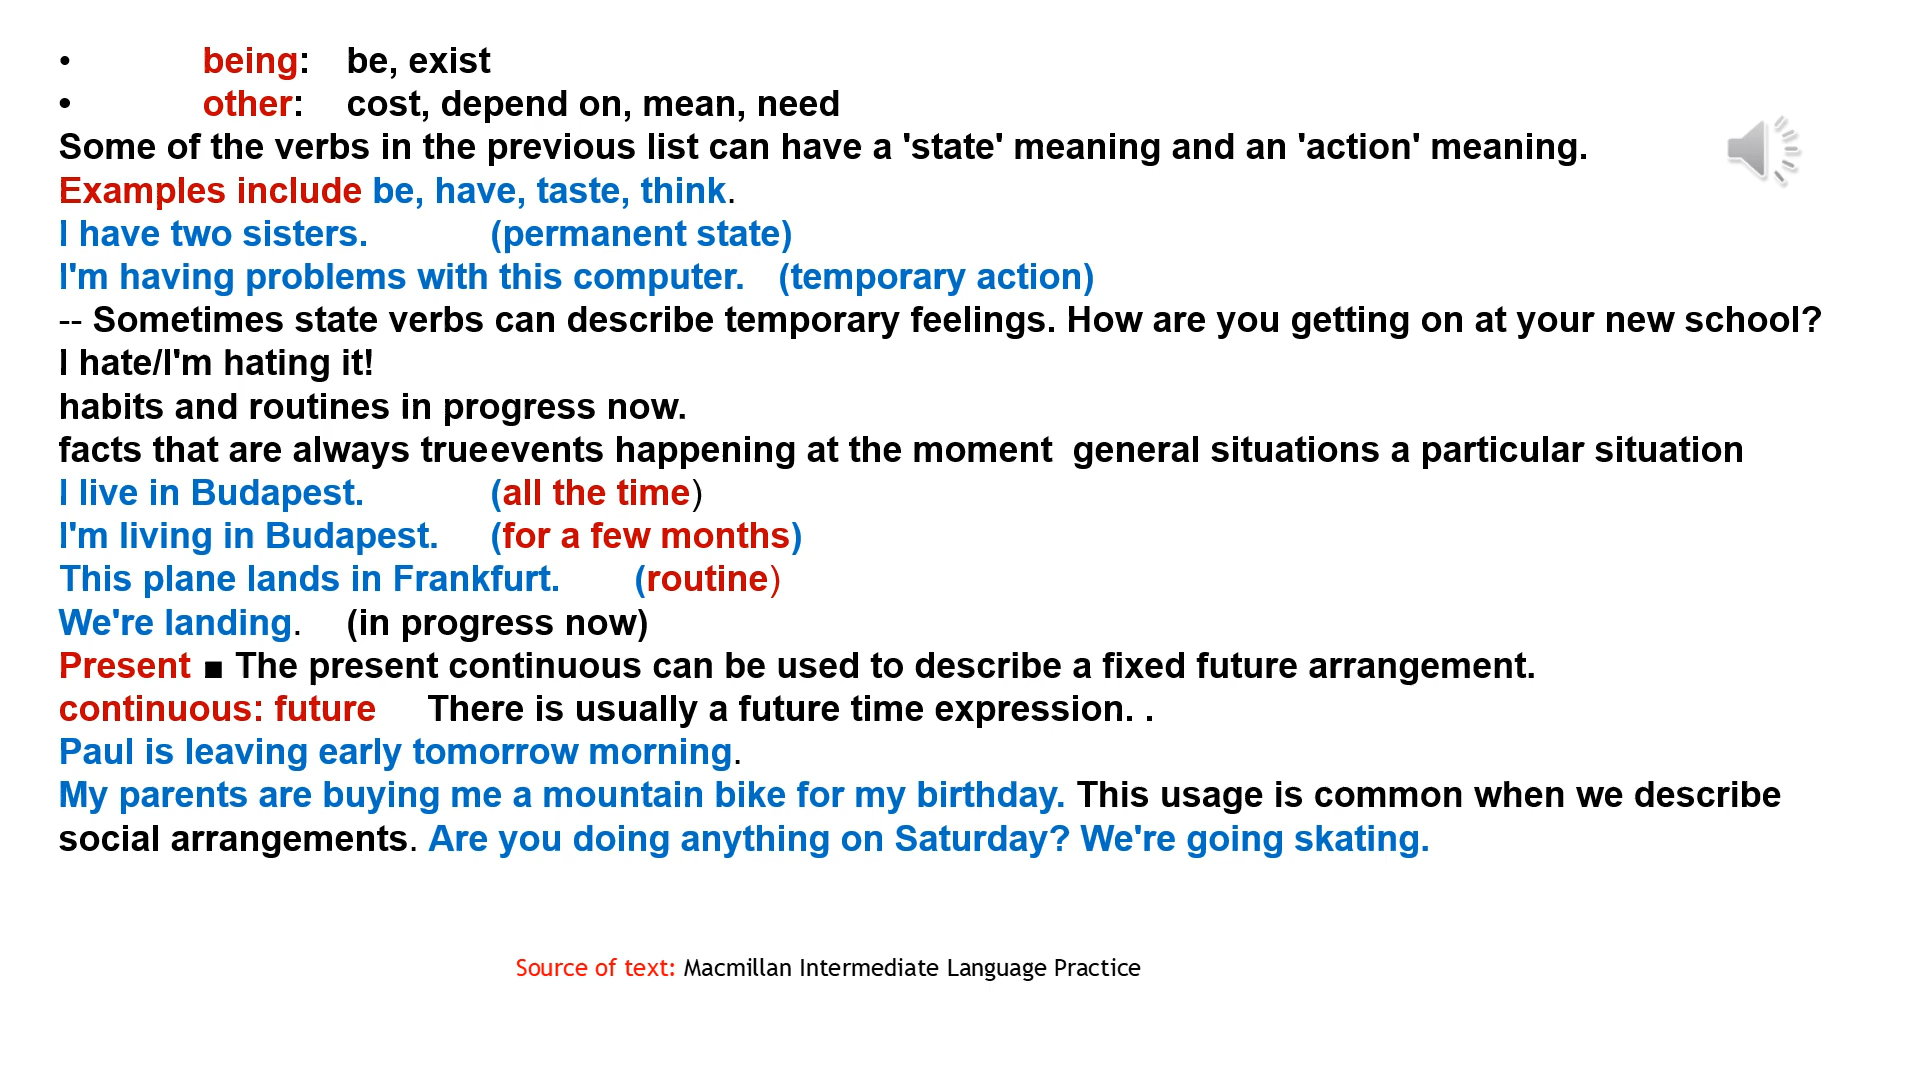 • being: be, exist
• other: cost, depend on, mean, need
Some of the verbs in the previous list can have a 'state' meaning and an 'action' meaning.
Examples include be, have, taste, think.
I have two sisters. (permanent state)
I'm having problems with this computer. (temporary action)
-- Sometimes state verbs can describe temporary feelings. How are you getting on at your new school?
I hate/I'm hating it!
habits and routines in progress now.
facts that are always trueevents happening at the moment general situations a particular situation
I live in Budapest. (all the time)
I'm living in Budapest. (for a few months)
This plane lands in Frankfurt. (routine)
We're landing. (in progress now)
Present ■ The present continuous can be used to describe a fixed future arrangement.
continuous: future There is usually a future time expression. .
Paul is leaving early tomorrow morning.
My parents are buying me a mountain bike for my birthday. This usage is common when we describe
social arrangements. Are you doing anything on Saturday? We're going skating.
Source of text: Macmillan Intermediate Language Practice